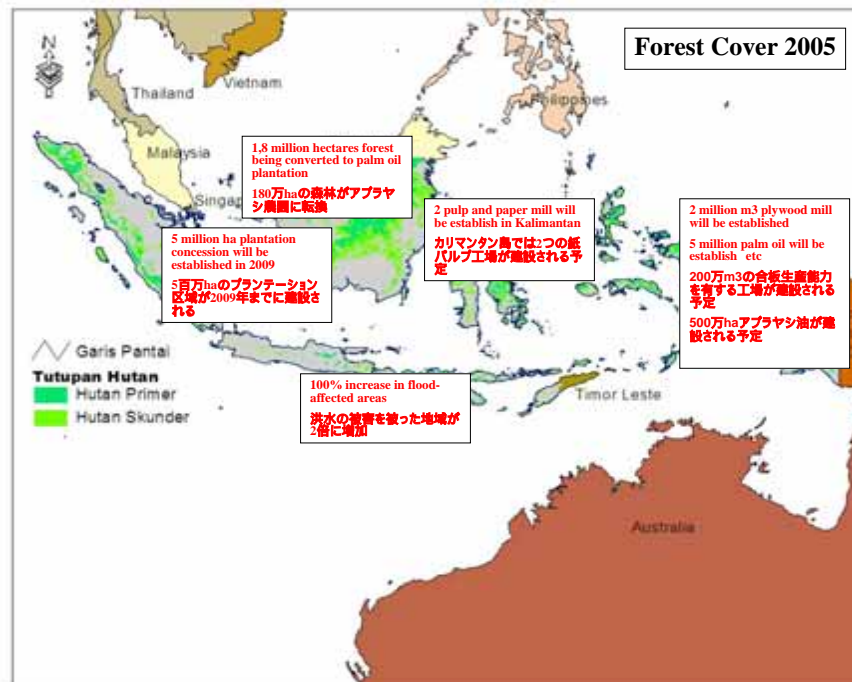 Forest Cover 2005
N
Thailand
Vietnam
Philippines
Malaysia
Singap
1,8 million hectares forest
being converted to palm oil
plantation
180万haの森林がアブラヤ
シ農園に転換
5 million ha plantation
concession will be
established in 2009
5百万haのプランテーション
区域が2009年までに建設さ
れる
2 pulp and paper mill will
be establish in Kalimantan
カリマンタン島では2つの紙
パルプ工場が建設される予
定
2 million m3 plywood mill
will be established
5 million palm oil will be
establish etc
200万m3の合板生産能力
を有する工場が建設される
予定
500万haアブラヤシ油が建
設される予定
Garis Pantai
Tutupan Hutan
Hutan Primer
Hutan Skunder
100% increase in flood-
affected areas
洪水の被害を被った地域が
2倍に増加
Timor Leste
Australia